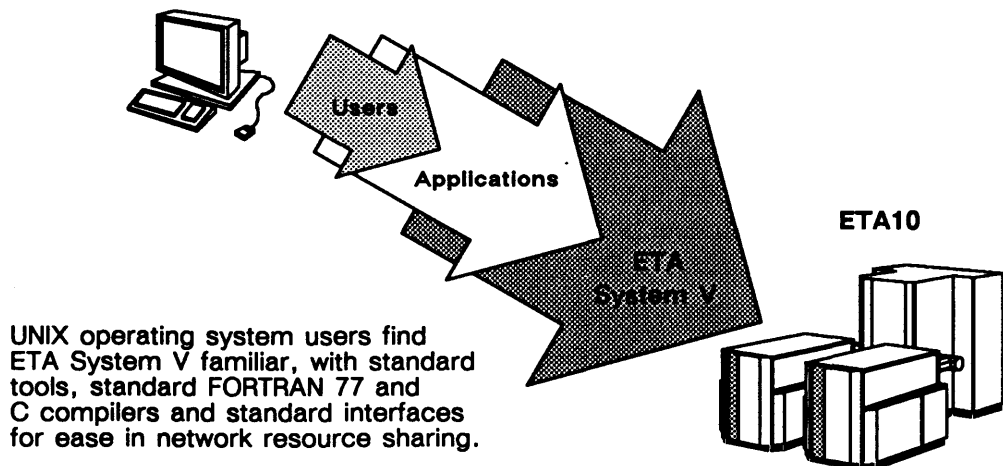 Users
Applications
ETA
System V
ETA10
UNIX operating system users find
ETA System V familiar, with standard
tools, standard FORTRAN 77 and
C compilers and standard interfaces
for ease in network resource sharing.